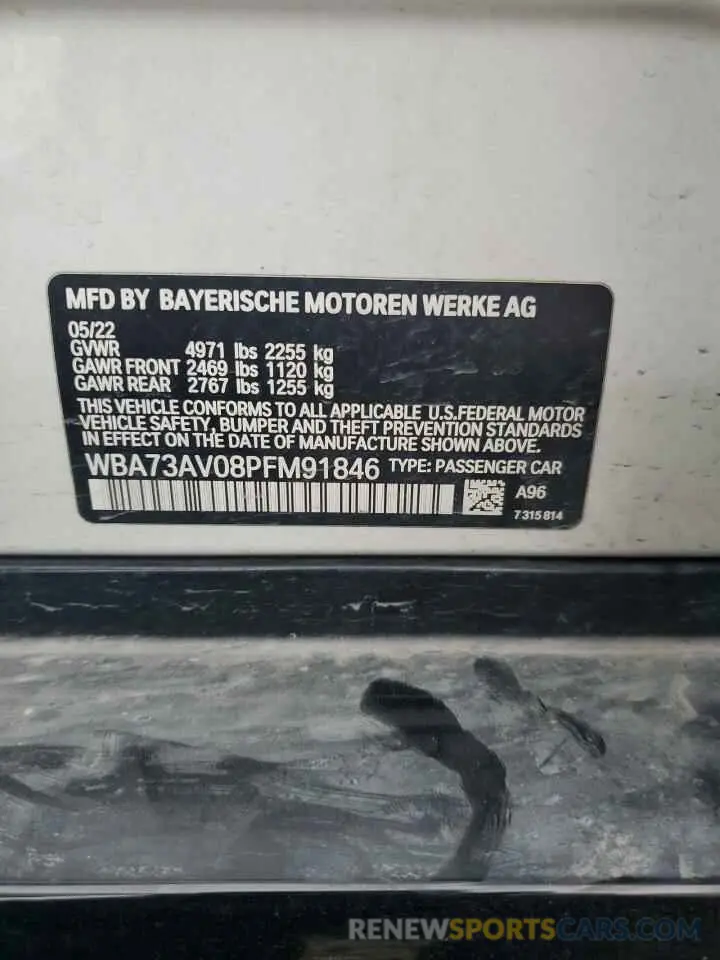 MFD BY BAYERISCHE MOTOREN WERKE AG
05/22
GVWR 4971 lbs 2255 kg
GAWR FRONT 2469 lbs 1120 kg
GAWR REAR 2767 lbs 1255 kg
THIS VEHICLE CONFORMS TO ALL APPLICABLE U.S.FEDERAL MOTOR
VEHICLE SAFETY, BUMPER AND THEFT PREVENTION STANDARDS
IN EFFECT ON THE DATE OF MANUFACTURE SHOWN ABOVE.
WBA73AV08PFM91846 TYPE: PASSENGER CAR
A96
7315814
RENEWSPORTSCARS.COM